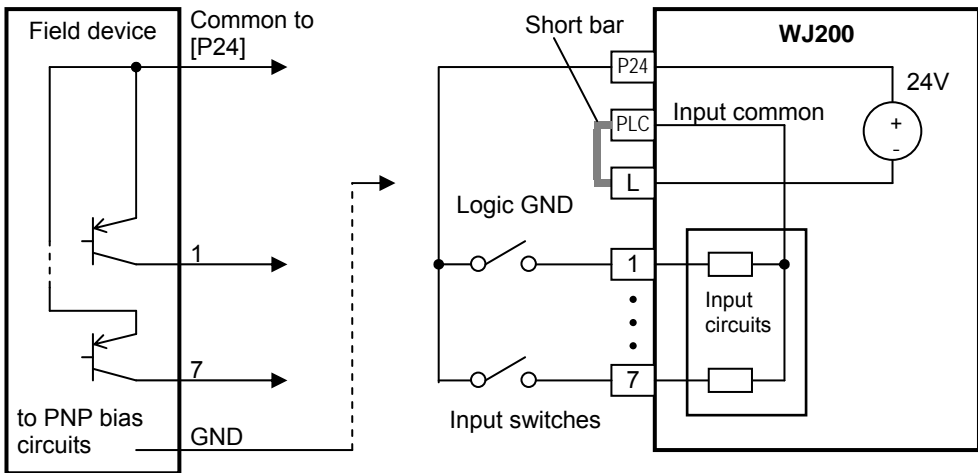 Field device
Common to
[P24]
1
7
to PNP bias
circuits
GND
Short bar
WJ200
P24
24V
PLC
Input common
+
-
L
Logic GND
1
Input
circuits
7
Input switches